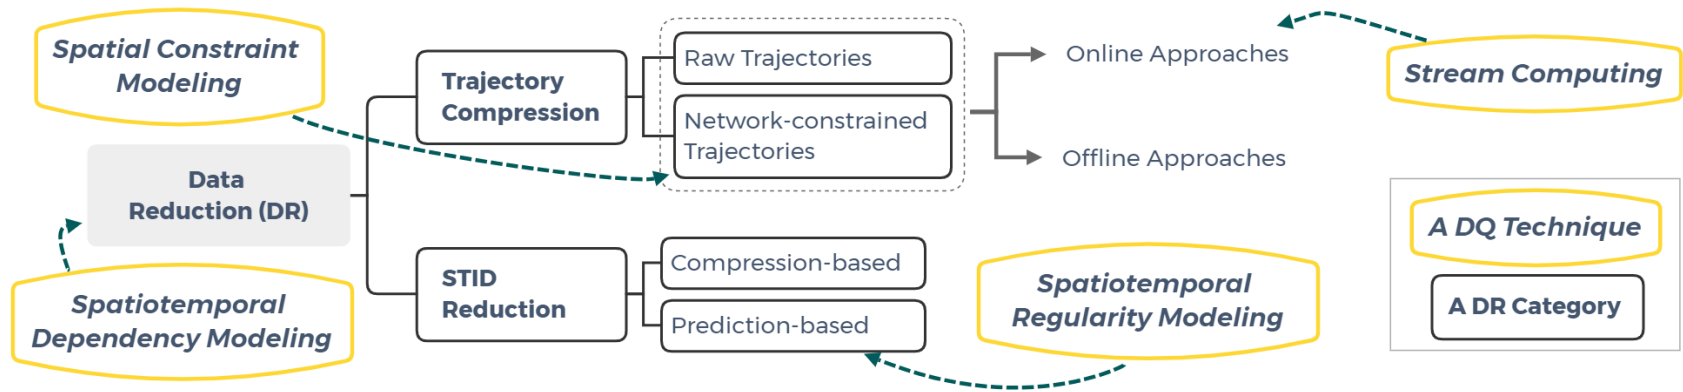 Spatial Constraint
Modeling
Data
Reduction (DR)
Spatiotemporal
Dependency Modeling
Trajectory
Compression
Raw Trajectories
Network-constrained
Trajectories
Online Approaches
Offline Approaches
Stream Computing
STID
Reduction
Compression-based
Prediction-based
Spatiotemporal
Regularity Modeling
A DQ Technique
A DR Category